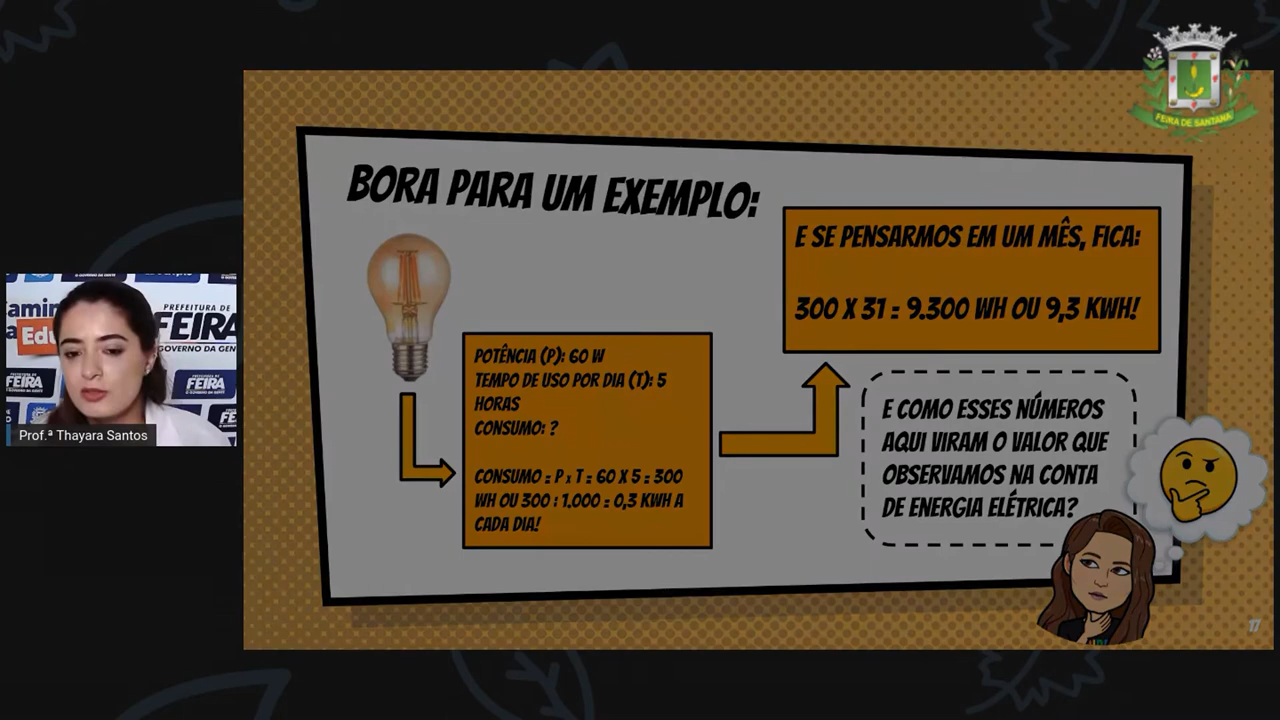 FEIRA DE SANTANA
BORA PARA UM EXEMPLO:
E SE PENSARMOS EM UM MÊS, FICA:
300 X 31 = 9.300 WH OU 9,3 KWH!
POTÊNCIA (P): 60 W
TEMPO DE USO POR DIA (T): 5
HORAS
CONSUMO: ?
CONSUMO = P x T = 60 X 5 = 300
WH OU 300 : 1.000 = 0,3 KWH A
CADA DIA!
E COMO ESSES NÚMEROS
AQUI VIRAM O VALOR QUE
OBSERVAMOS NA CONTA
DE ENERGIA ELÉTRICA?
PREFEITURA DE
FEIRA
GOVERNO DA GEN
FEIRA
FEIRA
Prof.ª Thayara Santos
17